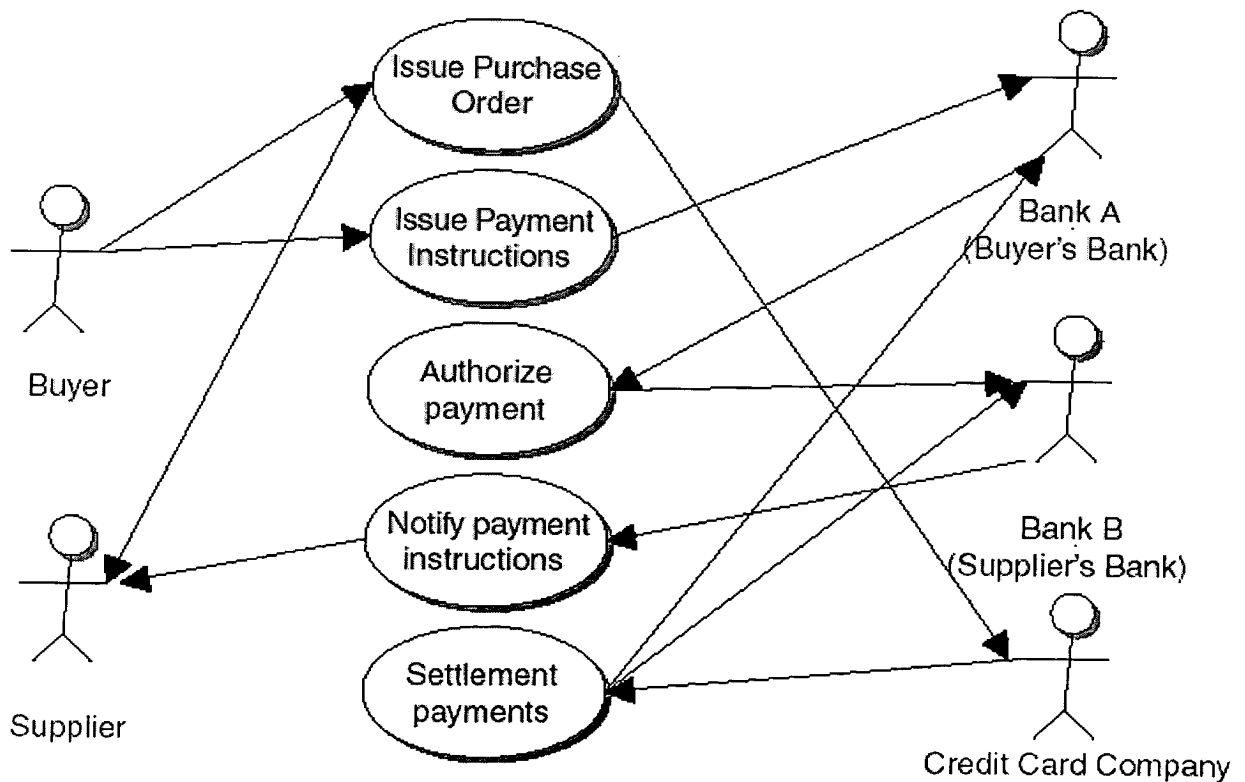 Issue Purchase
Order
Issue Payment
Instructions
Authorize
payment
Notify payment
instructions
Settlement
payments
Buyer
Supplier
Bank A
(Buyer's Bank)
Bank B
(Supplier's Bank)
Credit Card Company